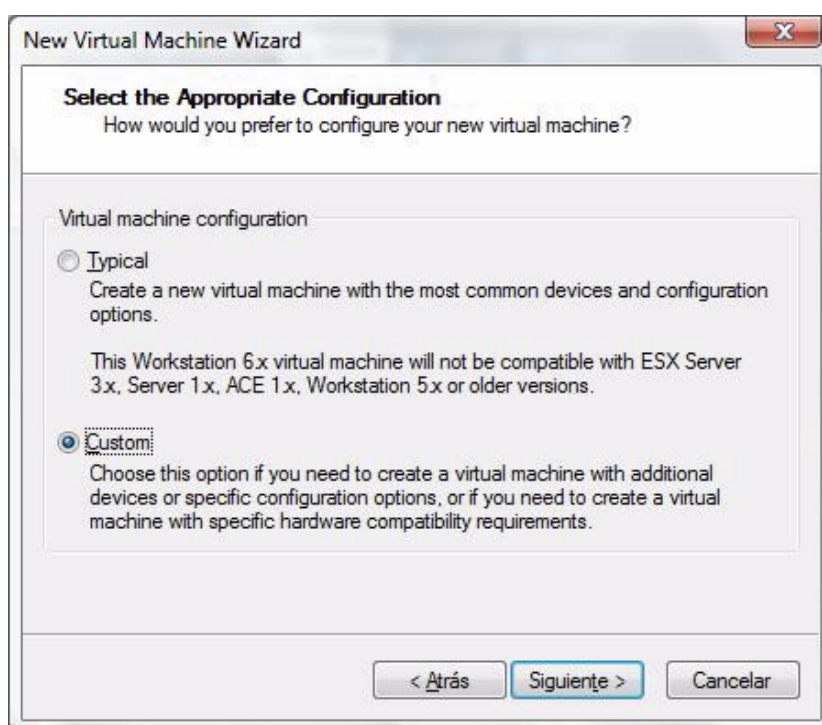 New Virtual Machine Wizard
Select the Appropriate Configuration
How would you prefer to configure your new virtual machine?
Virtual machine configuration
Typical
Create a new virtual machine with the most common devices and configuration
options.
This Workstation 6.x virtual machine will not be compatible with ESX Server
3.x, Server 1.x, ACE 1.x, Workstation 5.x or older versions.
Custom
Choose this option if you need to create a virtual machine with additional
devices or specific configuration options, or if you need to create a virtual
machine with specific hardware compatibility requirements.
< Atrás Siguiente > Cancelar